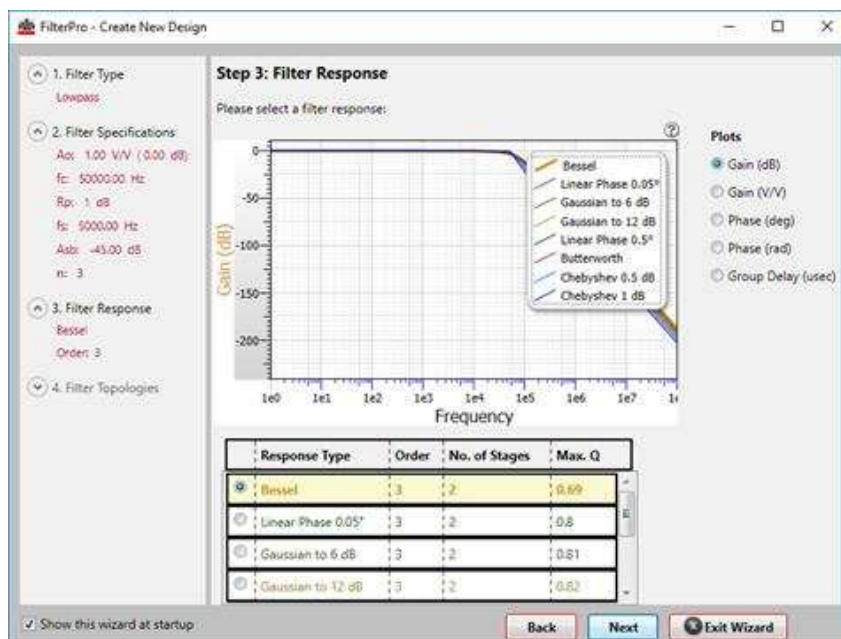 FilterPro - Create New Design
1. Filter Type
Lowpass
2. Filter Specifications
Ao: 1.00 V/V ( 0.00 dB)
fc: 50000.00 Hz
Rp: 1 dB
fs: 5000.00 Hz
Asb: -45.00 dB
n: 3
3. Filter Response
Bessel
Order: 3
4. Filter Topologies
Step 3: Filter Response
Please select a filter response:
?
Gain (dB)
0
-50
-100
-150
-200
1e0 1e1 1e2 1e3 1e4 1e5 1e6 1e7
Frequency
Bessel
Linear Phase 0.05°
Gaussian to 6 dB
Gaussian to 12 dB
Linear Phase 0.5°
Butterworth
Chebyshev 0.5 dB
Chebyshev 1 dB
Plots
Gain (dB)
Gain (V/V)
Phase (deg)
Phase (rad)
Group Delay (usec)
Response Type Order No. of Stages Max. Q
Bessel 3 2 0.69
Linear Phase 0.05° 3 2 0.8
Gaussian to 6 dB 3 2 0.81
Gaussian to 12 dB 3 2 0.82
Show this wizard at startup
Back Next Exit Wizard